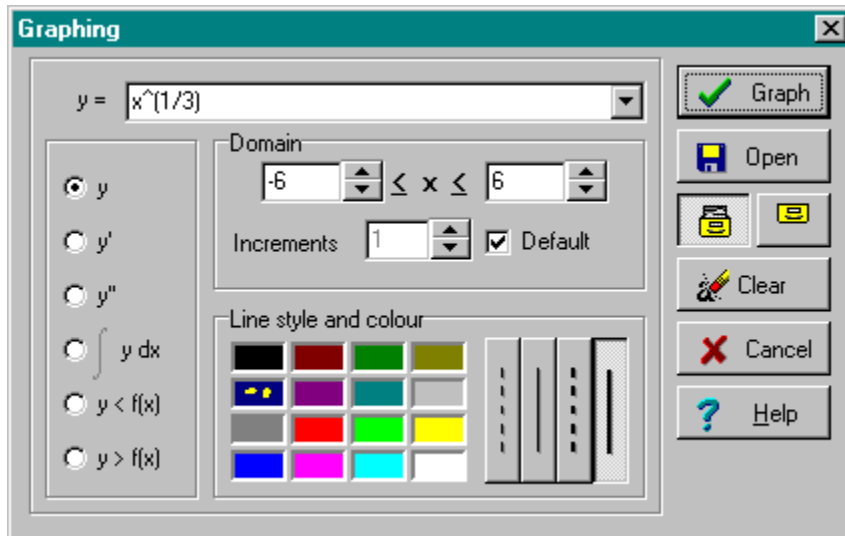 Graphing
y = x^(1/3)
Graph
Open
Clear
Cancel
Help
y
y'
y"
∫ y dx
y < f(x)
y > f(x)
Domain
-6 ≤ x ≤ 6
Increments 1 Default
Line style and colour